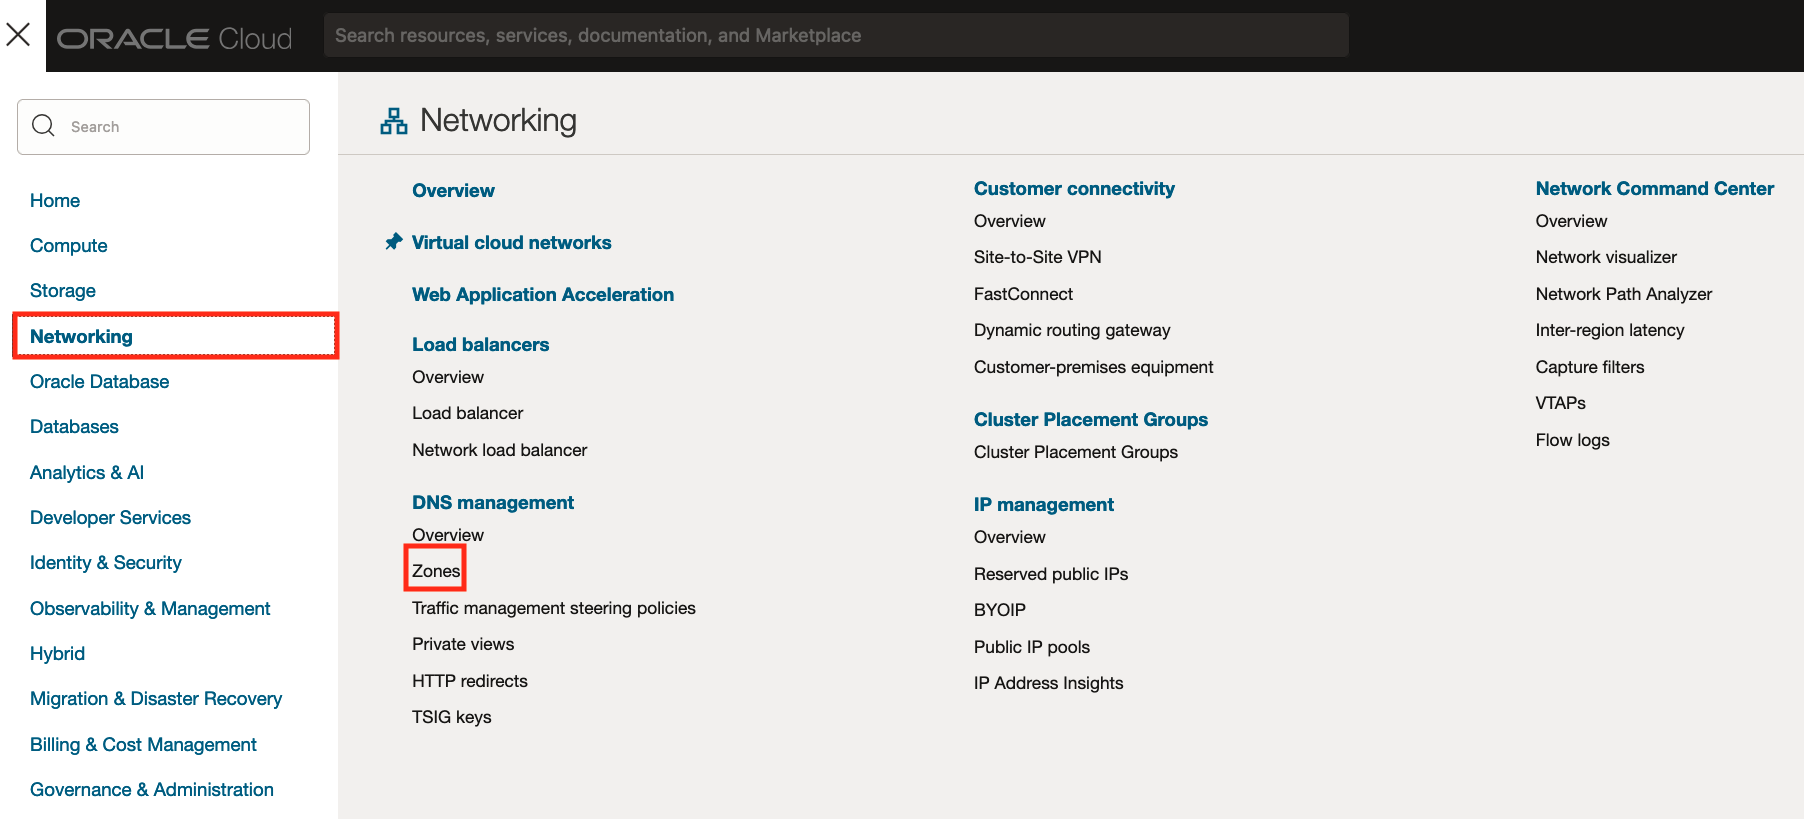 ORACLE Cloud
Search resources, services, documentation, and Marketplace
Search
Home
Compute
Storage
Networking
Oracle Database
Databases
Analytics & AI
Developer Services
Identity & Security
Observability & Management
Hybrid
Migration & Disaster Recovery
Billing & Cost Management
Governance & Administration
Networking
Overview
Virtual cloud networks
Web Application Acceleration
Load balancers
Overview
Load balancer
Network load balancer
DNS management
Overview
Zones
Traffic management steering policies
Private views
HTTP redirects
TSIG keys
Customer connectivity
Overview
Site-to-Site VPN
FastConnect
Dynamic routing gateway
Customer-premises equipment
Cluster Placement Groups
Cluster Placement Groups
IP management
Overview
Reserved public IPs
BYOIP
Public IP pools
IP Address Insights
Network Command Center
Overview
Network visualizer
Network Path Analyzer
Inter-region latency
Capture filters
VTAPs
Flow logs